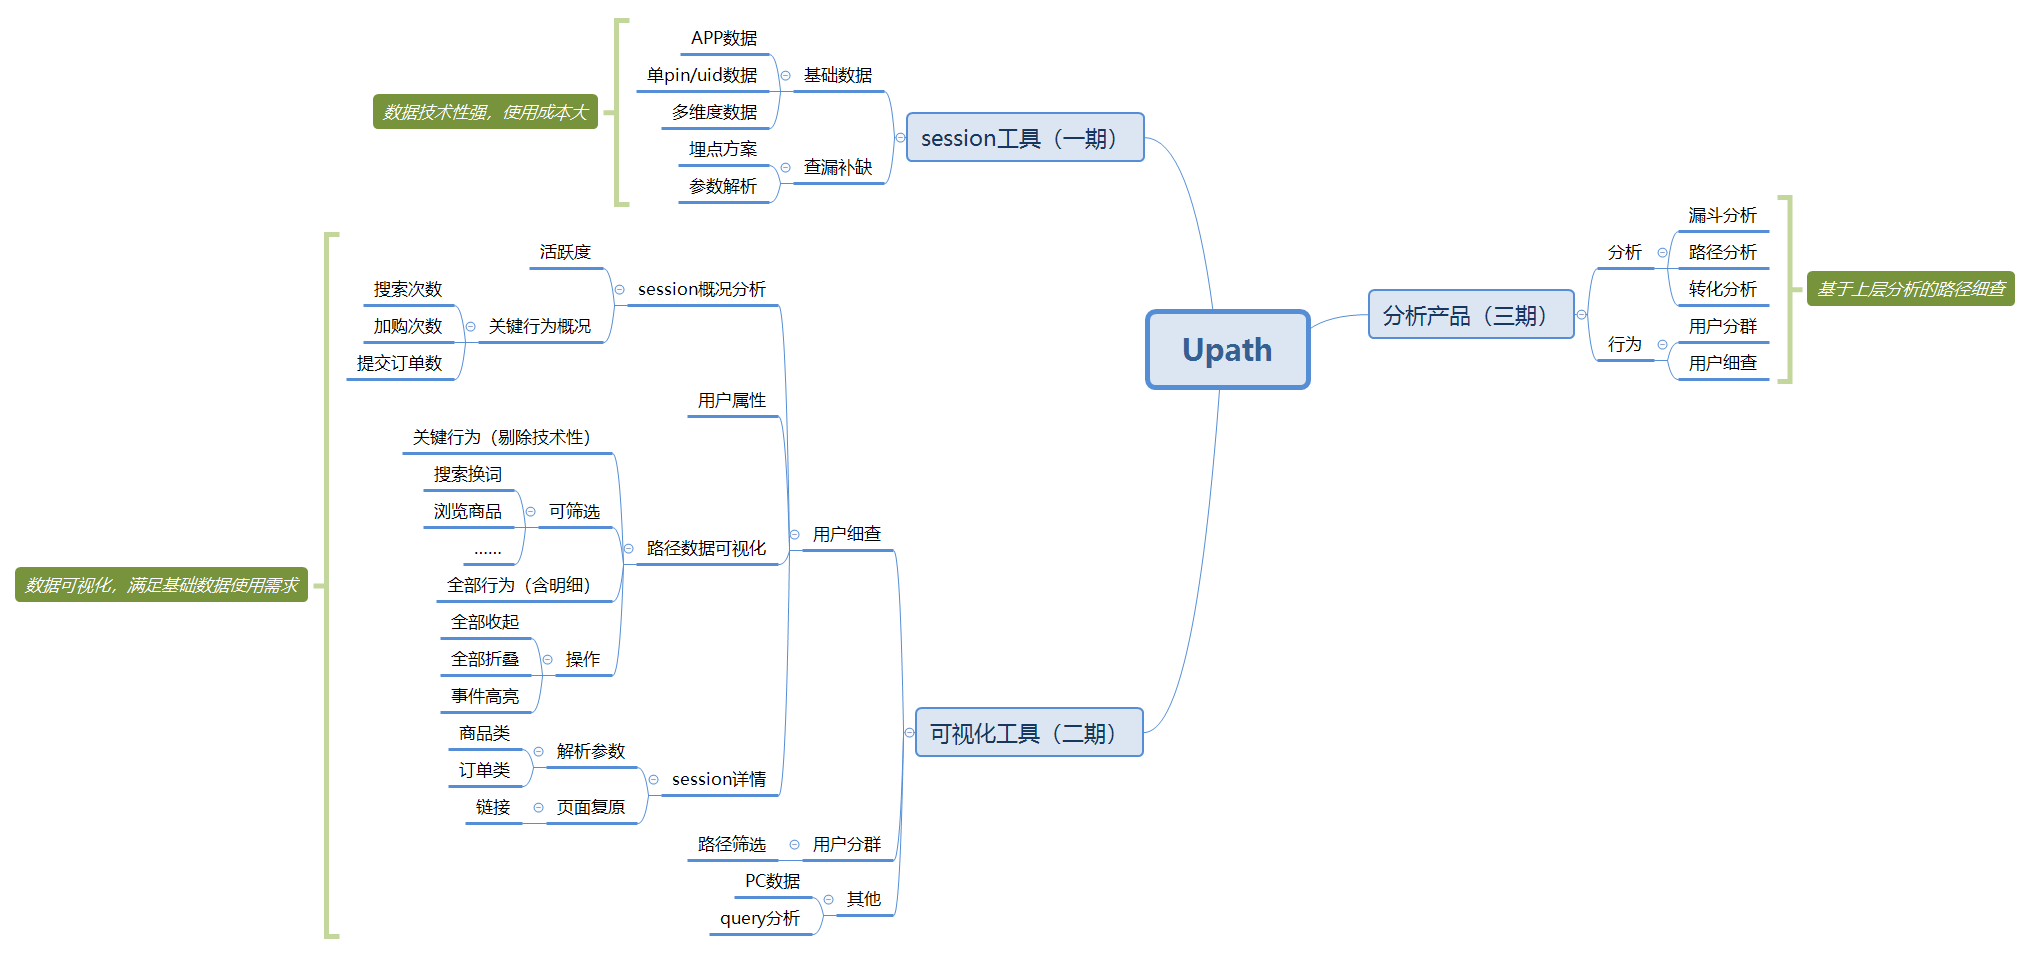 Upath
session工具（一期）
基础数据
APP数据
单pin/uid数据
多维度数据
查漏补缺
埋点方案
参数解析
数据技术性强，使用成本大
可视化工具（二期）
用户细查
session概况分析
活跃度
关键行为概况
搜索次数
加购次数
提交订单数
用户属性
路径数据可视化
关键行为（剔除技术性）
可筛选
搜索换词
浏览商品
……
全部行为（含明细）
操作
全部收起
全部折叠
事件高亮
session详情
解析参数
商品类
订单类
页面复原
链接
用户分群
路径筛选
其他
PC数据
query分析
数据可视化，满足基础数据使用需求
分析产品（三期）
分析
漏斗分析
路径分析
转化分析
行为
用户分群
用户细查
基于上层分析的路径细查